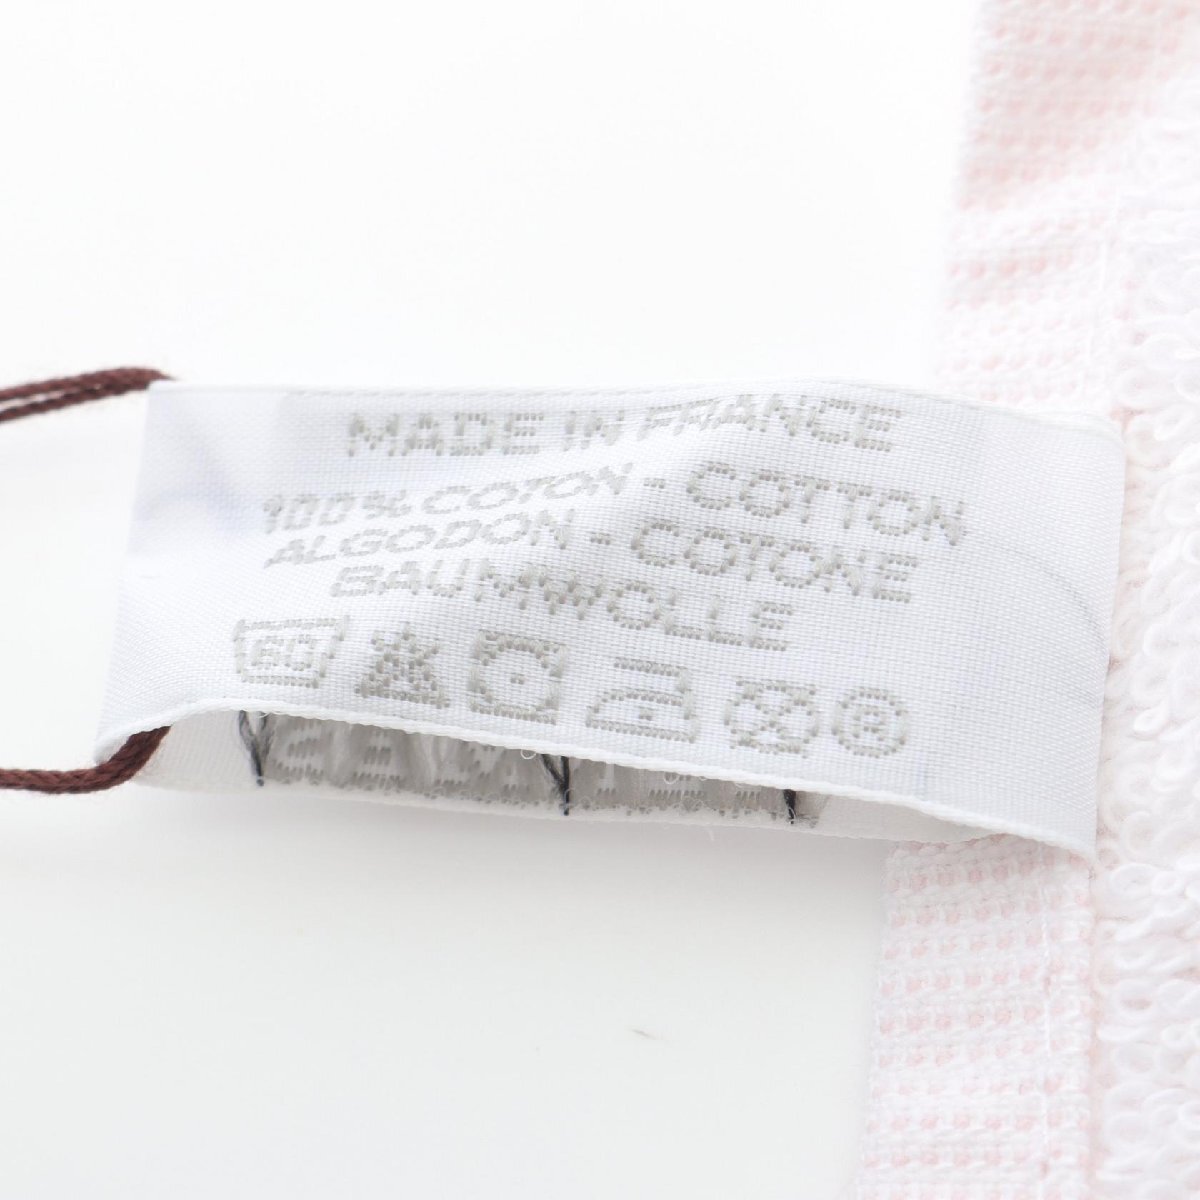 MADE IN FRANCE
100% COTON - COTTON
ALGODON - COTONE
BAUMWOLLE
60
R